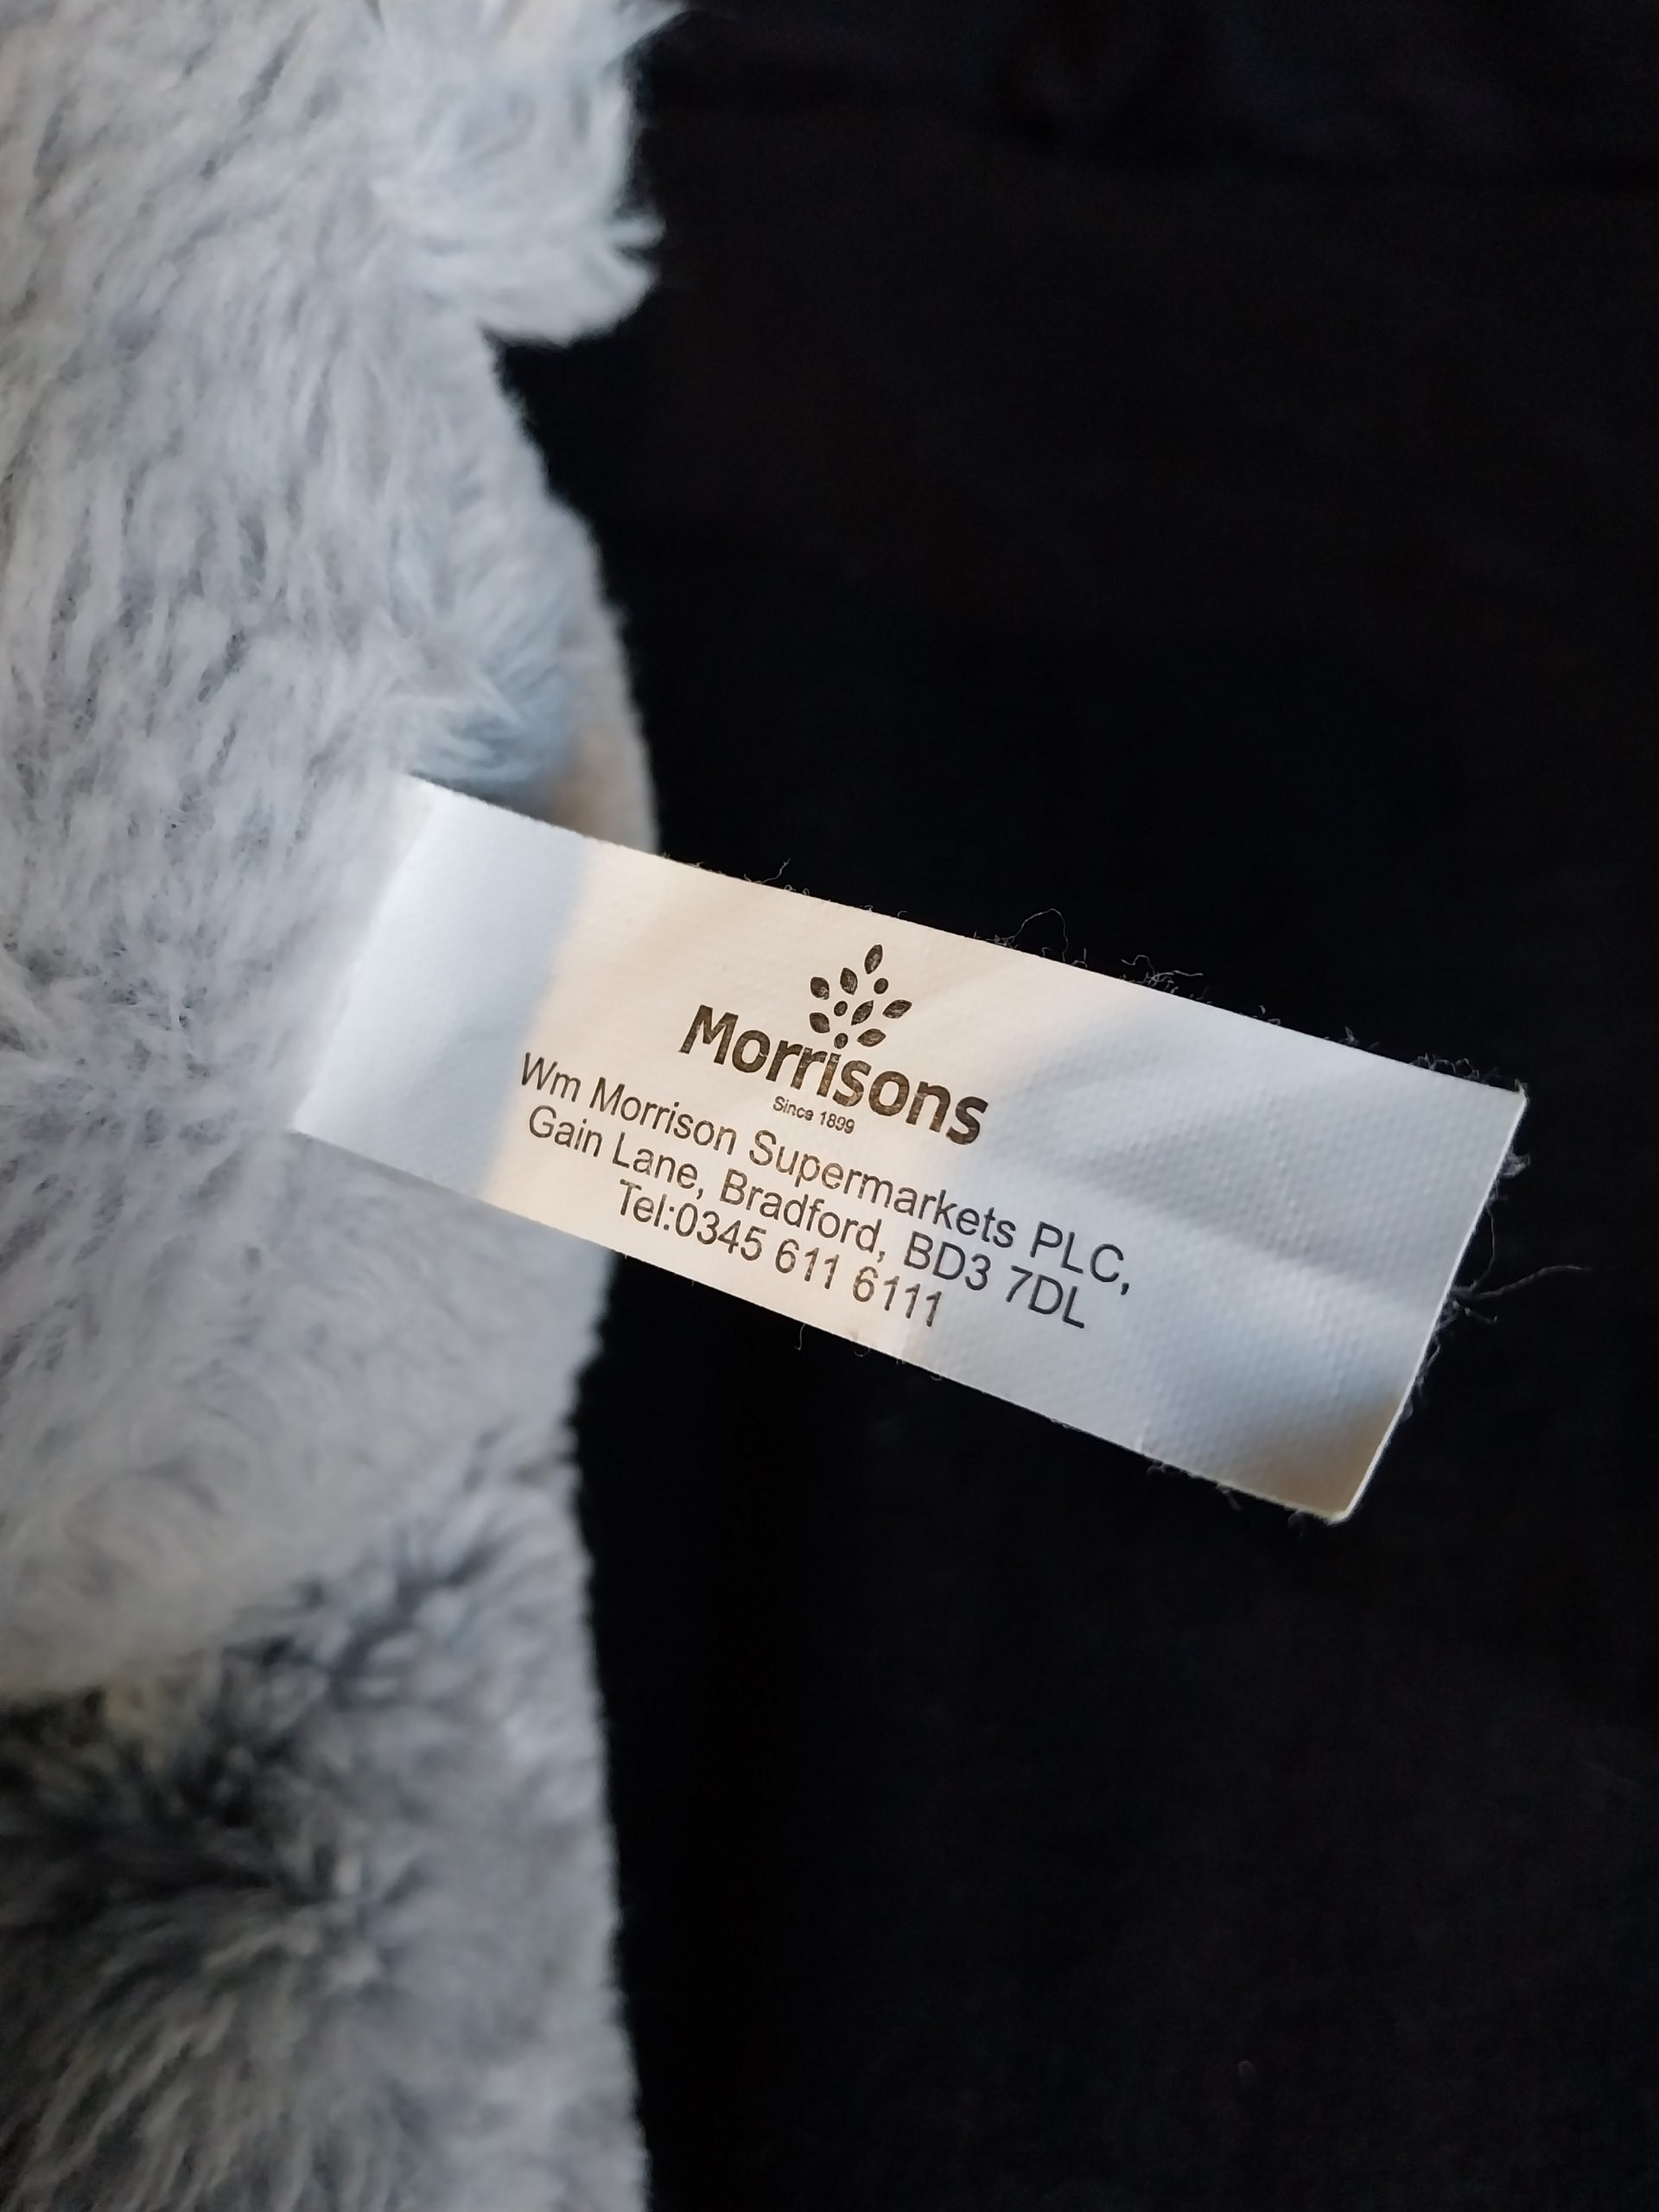 Morrisons
Since 1899
Wm Morrison Supermarkets PLC,
Gain Lane, Bradford, BD3 7DL
Tel:0345 611 6111